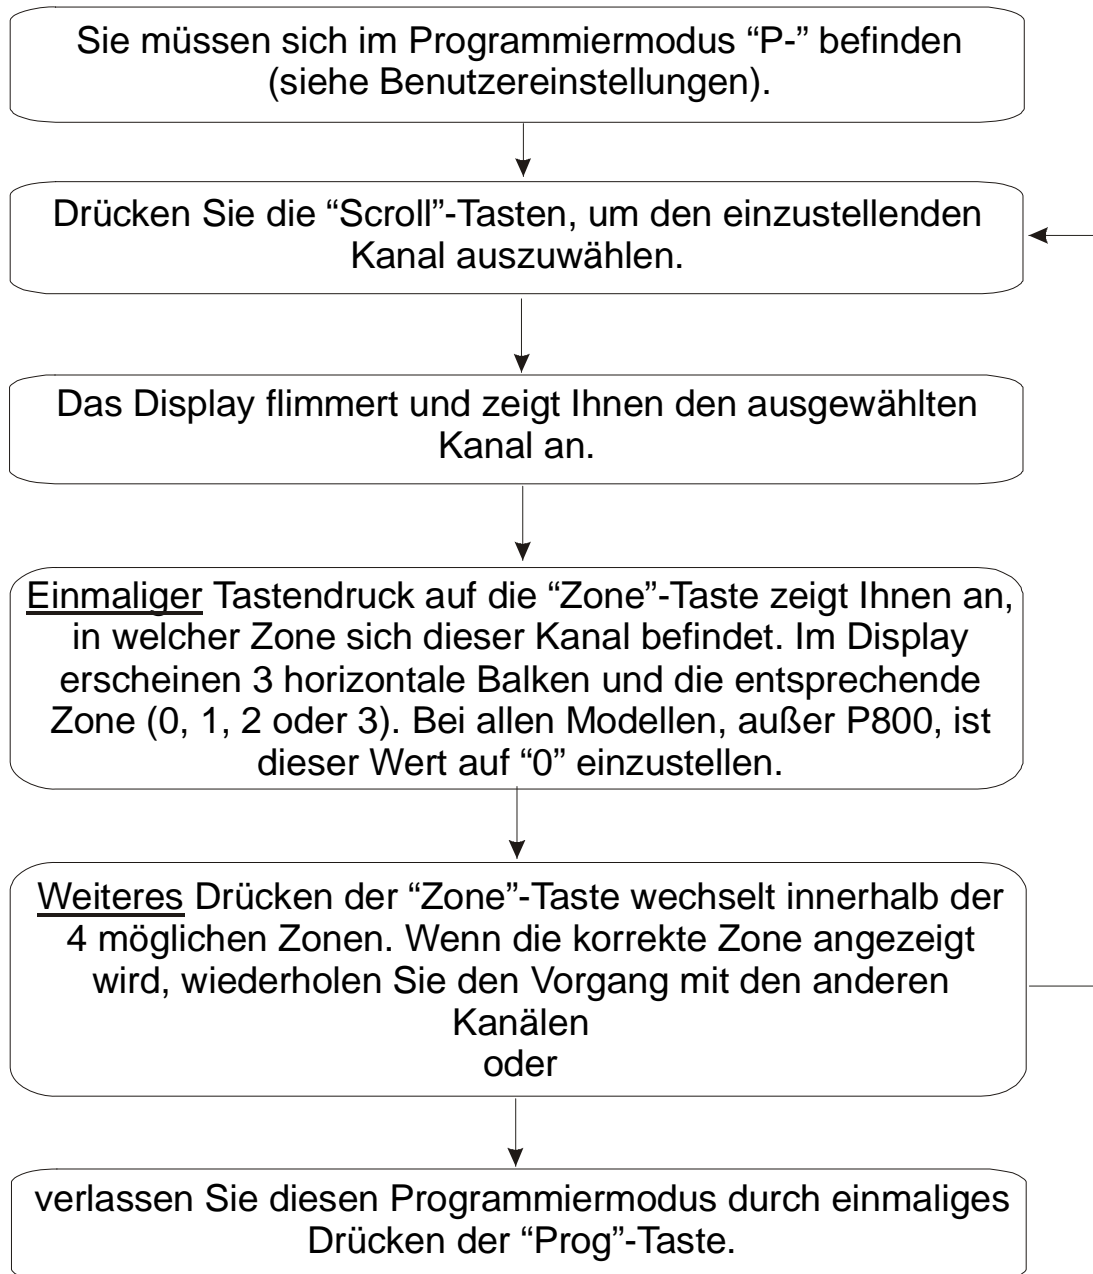 Sie müssen sich im Programmiermodus “P-” befinden
(siehe Benutzereinstellungen).
Drücken Sie die “Scroll”-Tasten, um den einzustellenden
Kanal auszuwählen.
Das Display flimmert und zeigt Ihnen den ausgewählten
Kanal an.
Einmaliger Tastendruck auf die “Zone”-Taste zeigt Ihnen an,
in welcher Zone sich dieser Kanal befindet. Im Display
erscheinen 3 horizontale Balken und die entsprechende
Zone (0, 1, 2 oder 3). Bei allen Modellen, außer P800, ist
dieser Wert auf “0” einzustellen.
Weiteres Drücken der “Zone”-Taste wechselt innerhalb der
4 möglichen Zonen. Wenn die korrekte Zone angezeigt
wird, wiederholen Sie den Vorgang mit den anderen
Kanälen
oder
verlassen Sie diesen Programmiermodus durch einmaliges
Drücken der “Prog”-Taste.